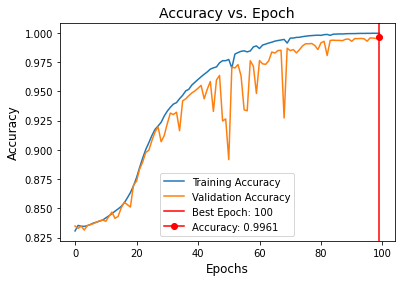 Accuracy vs. Epoch
Accuracy
1.000
0.975
0.950
0.925
0.900
0.875
0.850
0.825
Training Accuracy
Validation Accuracy
Best Epoch: 100
Accuracy: 0.9961
0 20 40 60 80 100
Epochs